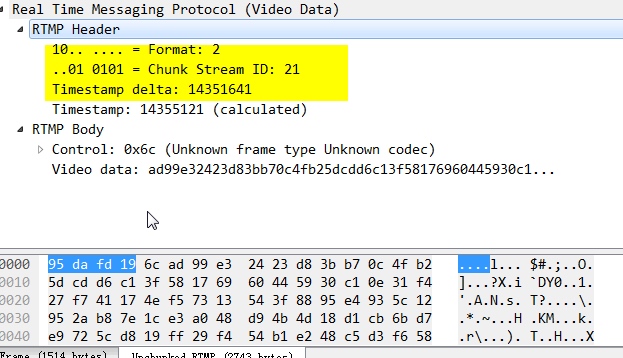 Real Time Messaging Protocol (Video Data)
RTMP Header
10.. .... = Format: 2
..01 0101 = Chunk Stream ID: 21
Timestamp delta: 14351641
Timestamp: 14355121 (calculated)
RTMP Body
Control: 0x6c (Unknown frame type Unknown codec)
Video data: ad99e32423d83bb70c4fb25dcdd6c13f58176960445930c1...
0000 95 da fd 19 6c ad 99 e3 24 23 d8 3b b7 0c 4f b2 ....l... $#.;..O.
0010 5d cd d6 c1 3f 58 17 69 60 44 59 30 c1 0e 31 f4 ]...?X.i `DY0..1.
0020 27 f7 41 17 4e f5 73 13 54 3f 88 95 e4 93 5c 12 '.A.N.s. T?....\.
0030 95 2a b8 7e 1c e3 a0 48 d9 4b 4d 18 d1 cb 6b d7 .*.~...H .KM...k.
0040 e9 72 5c d8 19 ff 29 f4 54 b1 e2 48 c5 d3 f6 58 .r\...). T..H...X
Frame (1514 bytes) Unchunked RTMP (2743 bytes)